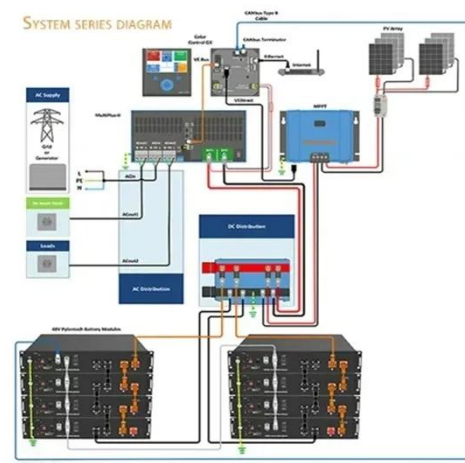 SYSTEM SERIES DIAGRAM
CANbus Type B
Cable
Color
Control GX
CANbus Terminator
PV Array
VE Bus
Ethernet
Internet
AC Supply
MultiPlus-II
VEDirect
MPPT
Grid
or
Generator
L
PE
N
ACin
ACout1
Loads
ACout2
DC Distribution
AC Distribution
48V Pylontech Battery Modules